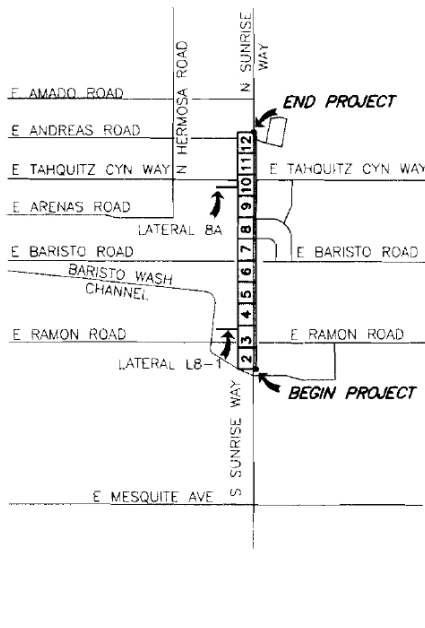 N SUNRISE
WAY
N HERMOSA ROAD
E AMADO ROAD
END PROJECT
E ANDREAS ROAD
12
11
E TAHQUITZ CYN WAY
E TAHQUITZ CYN WAY
10
E ARENAS ROAD
9
LATERAL 8A
8
E BARISTO ROAD
7
E BARISTO ROAD
BARISTO WASH
CHANNEL
6
5
4
E RAMON ROAD
3
E RAMON ROAD
LATERAL L8-1
2
BEGIN PROJECT
S SUNRISE WAY
E MESQUITE AVE